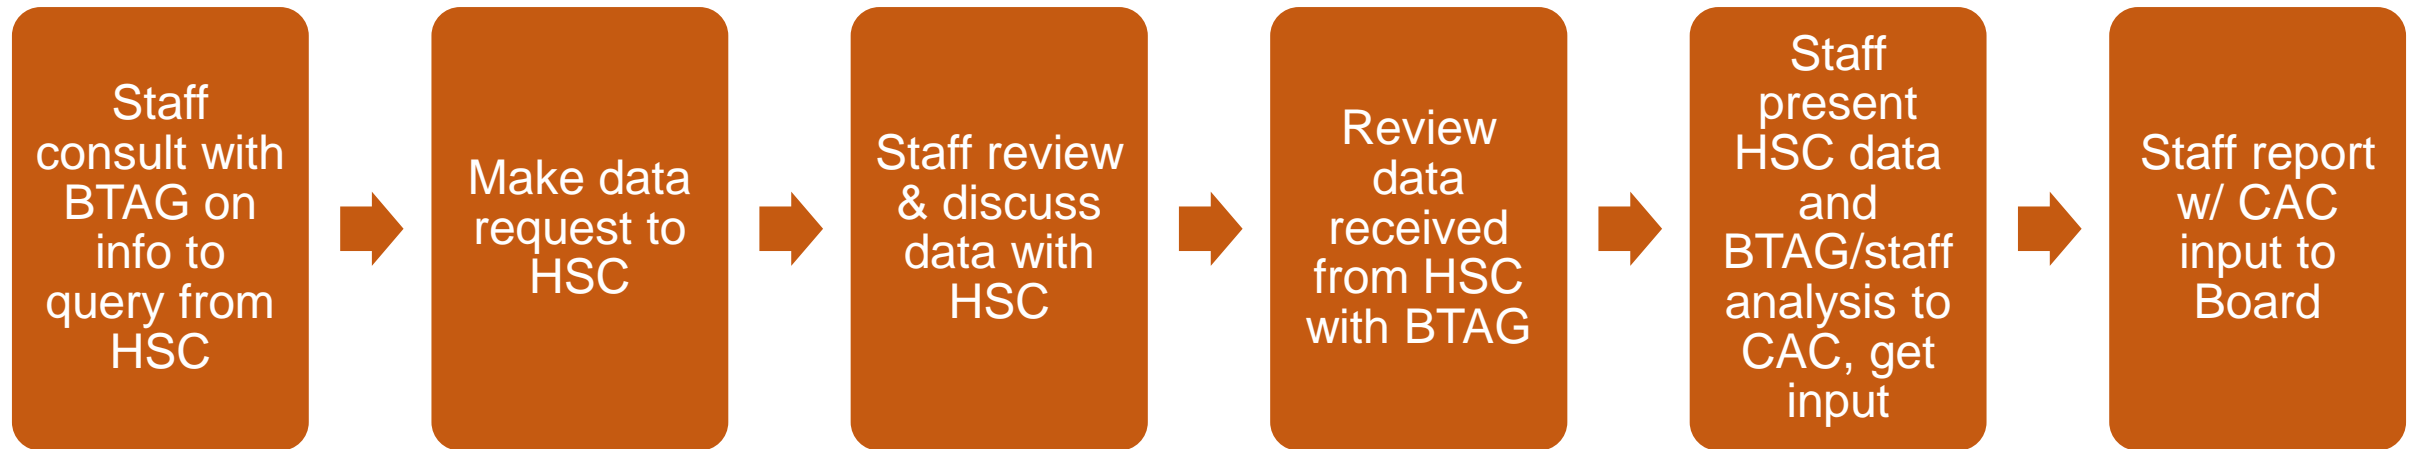 Staff
consult with
BTAG on
info to
query from
HSC
Make data
request to
HSC
Staff review
& discuss
data with
HSC
Review
data
received
from HSC
with BTAG
Staff
present
HSC data
and
BTAG/staff
analysis to
CAC, get
input
Staff report
w/ CAC
input to
Board